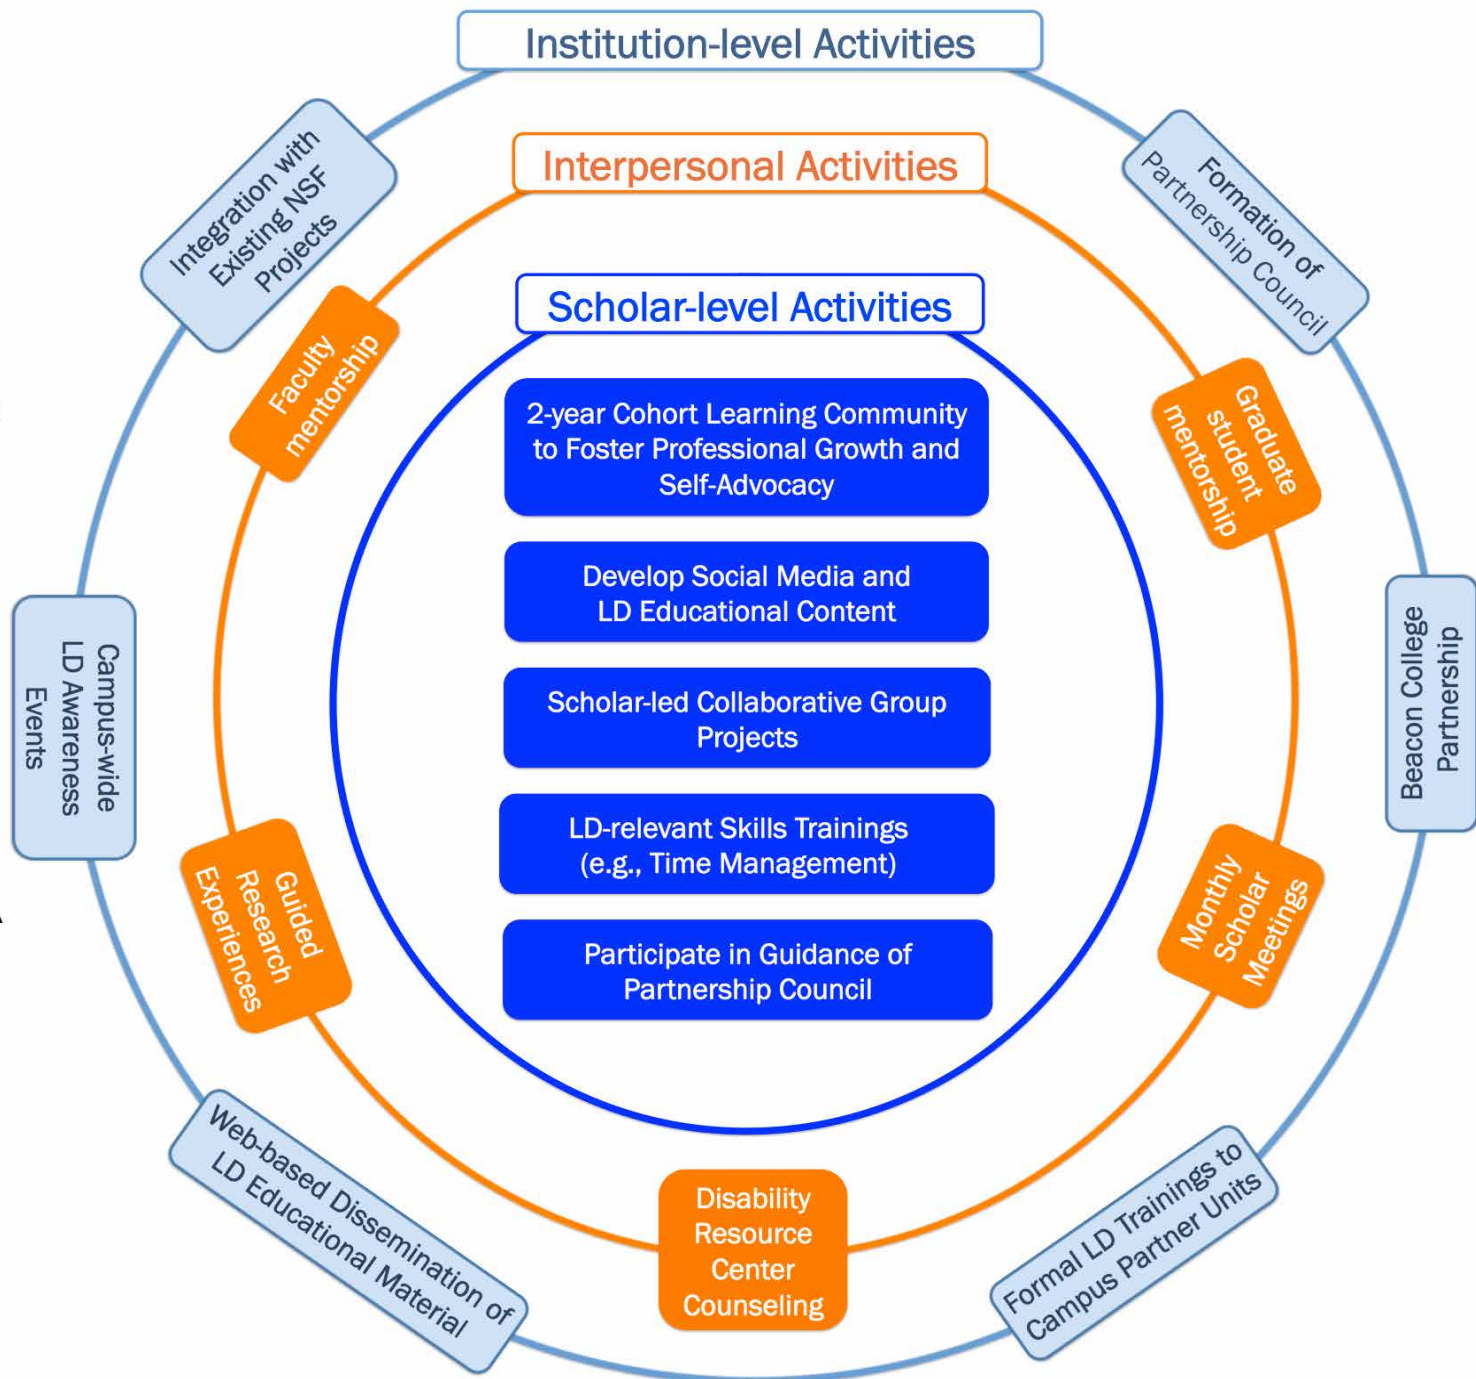 Institution-level Activities
Interpersonal Activities
Scholar-level Activities
2-year Cohort Learning Community
to Foster Professional Growth and
Self-Advocacy
Develop Social Media and
LD Educational Content
Scholar-led Collaborative Group
Projects
LD-relevant Skills Trainings
(e.g., Time Management)
Participate in Guidance of
Partnership Council
Faculty
mentorship
Graduate
student
mentorship
Monthly
Scholar
Meetings
Disability
Resource
Center
Counseling
Guided
Research
Experiences
Integration with
Existing NSF
Projects
Formation of
Partnership Council
Beacon College
Partnership
Formal LD Trainings to
Campus Partner Units
Web-based Dissemination of
LD Educational Material
Campus-wide
LD Awareness
Events